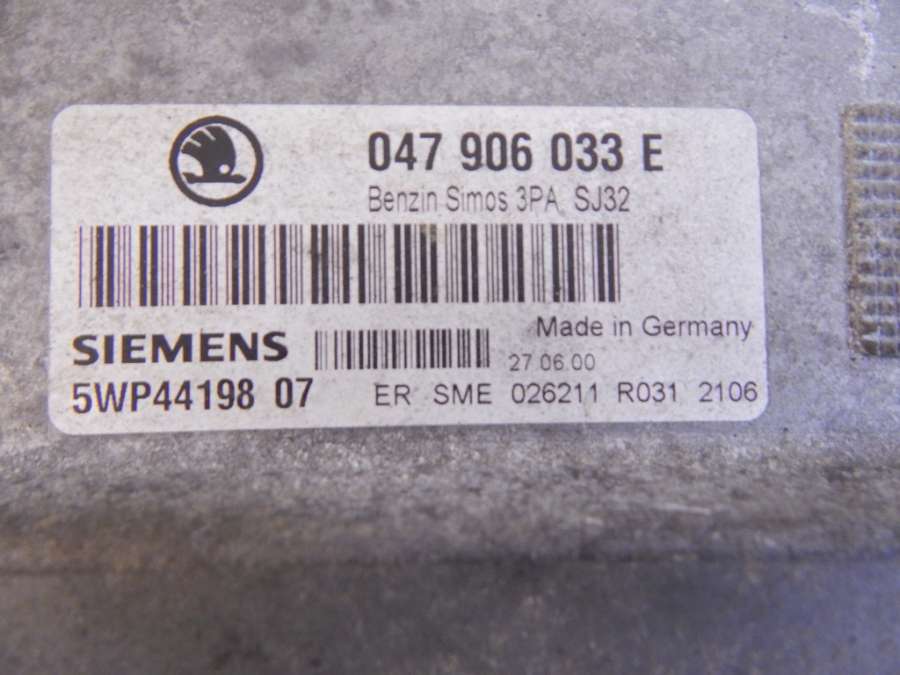 047 906 033 E
Benzin Simos 3PA SJ32
Made in Germany
SIEMENS
27.06.00
5WP44198 07 ER SME 026211 R031 2106